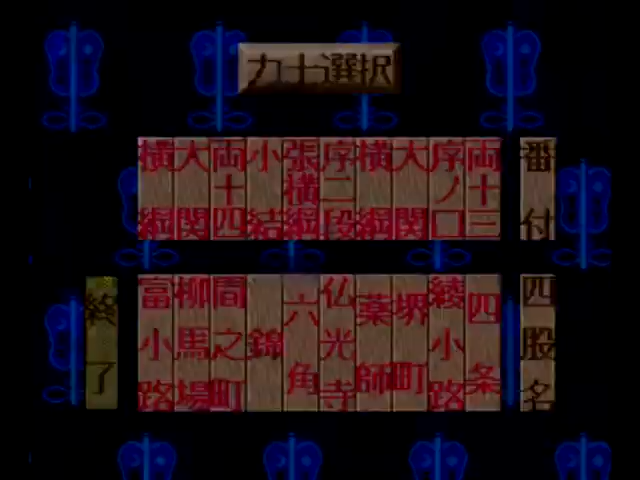 力士選択
番付
両十三
序ノ口
大関
横綱
序二段
張横綱
小結
両十四
大関
横綱
四股名
四条
綾小路
堺町
薬師
仏光寺
六角
錦
間之町
柳馬場
富小路
終了